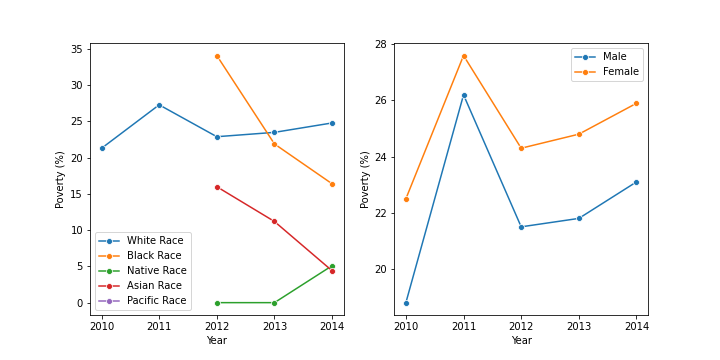 35
30
25
20
15
10
5
0
Poverty (%)
White Race
Black Race
Native Race
Asian Race
Pacific Race
2010 2011 2012 2013 2014
Year
28
26
24
22
20
Poverty (%)
Male
Female
2010 2011 2012 2013 2014
Year